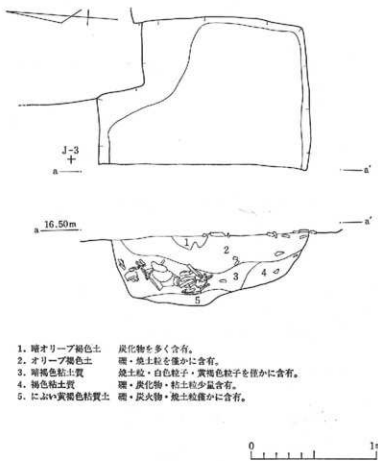 J-3
a a'
16.50m
a a'
1
2
3
4
5
1. 暗オリーブ褐色土 炭化物を多く含有。
2. オリーブ褐色土 礫・焼土粒を僅かに含有。
3. 暗褐色粘土質 焼土粒・白色粒子・黄褐色粒子を僅かに含有。
4. 褐色粘土質 礫・炭化物・粘土粒少量含有。
5. にぶい黄褐色粘質土 礫・炭火物・焼土粒僅かに含有。
0 1m